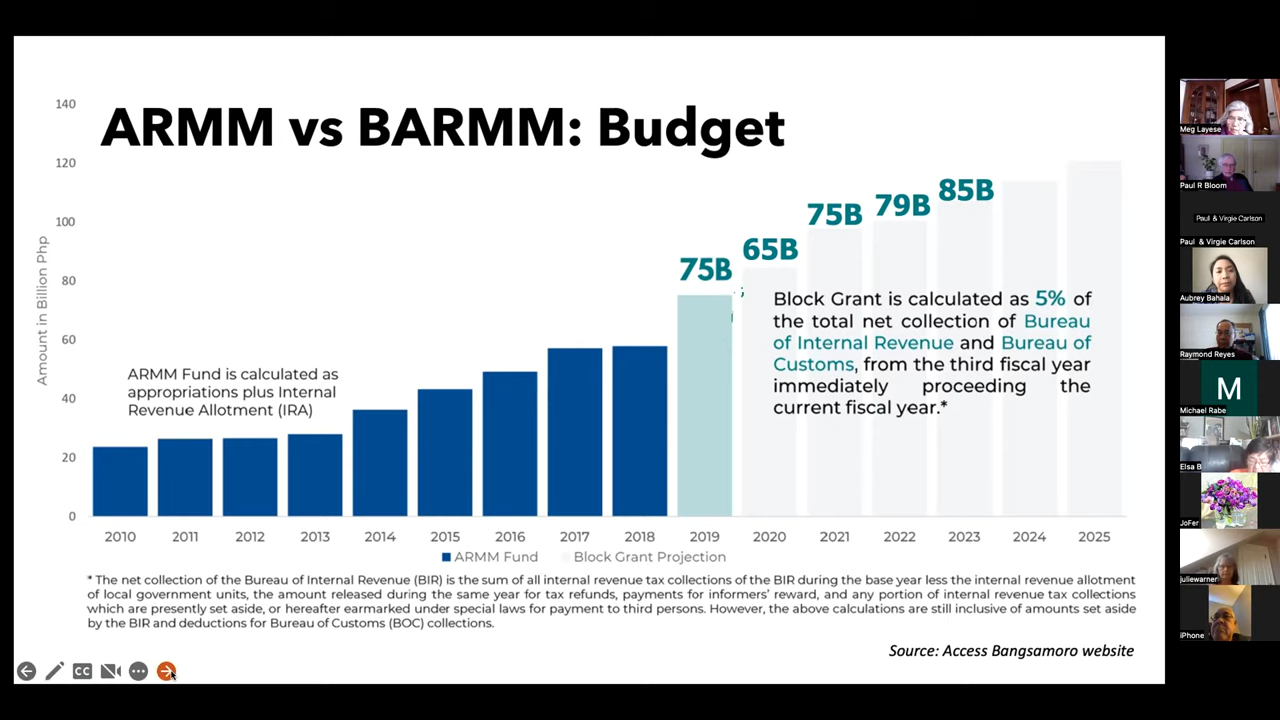 140
ARMM vs BARMM: Budget
120
100
80
60
40
20
0
Amount in Billion Php
75B
65B
75B
79B
85B
ARMM Fund is calculated as
appropriations plus Internal
Revenue Allotment (IRA)
Block Grant is calculated as 5% of
the total net collection of Bureau
of Internal Revenue and Bureau of
Customs, from the third fiscal year
immediately proceeding the
current fiscal year.*
2010 2011 2012 2013 2014 2015 2016 2017 2018 2019 2020 2021 2022 2023 2024 2025
ARMM Fund Block Grant Projection
* The net collection of the Bureau of Internal Revenue (BIR) is the sum of all internal revenue tax collections of the BIR during the base year less the internal revenue allotment
of local government units, the amount released during the same year for tax refunds, payments for informers' reward, and any portion of internal revenue tax collections
which are presently set aside, or hereafter earmarked under special laws for payment to third persons. However, the above calculations are still inclusive of amounts set aside
by the BIR and deductions for Bureau of Customs (BOC) collections.
Source: Access Bangsamoro website
CC
Meg Layese
Paul R Bloom
Paul & Virgie Carlson
Paul & Virgie Carlson
Aubrey Bahala
Raymond Reyes
M
Michael Rabe
Elsa B
JoFer
juliewarner
iPhone